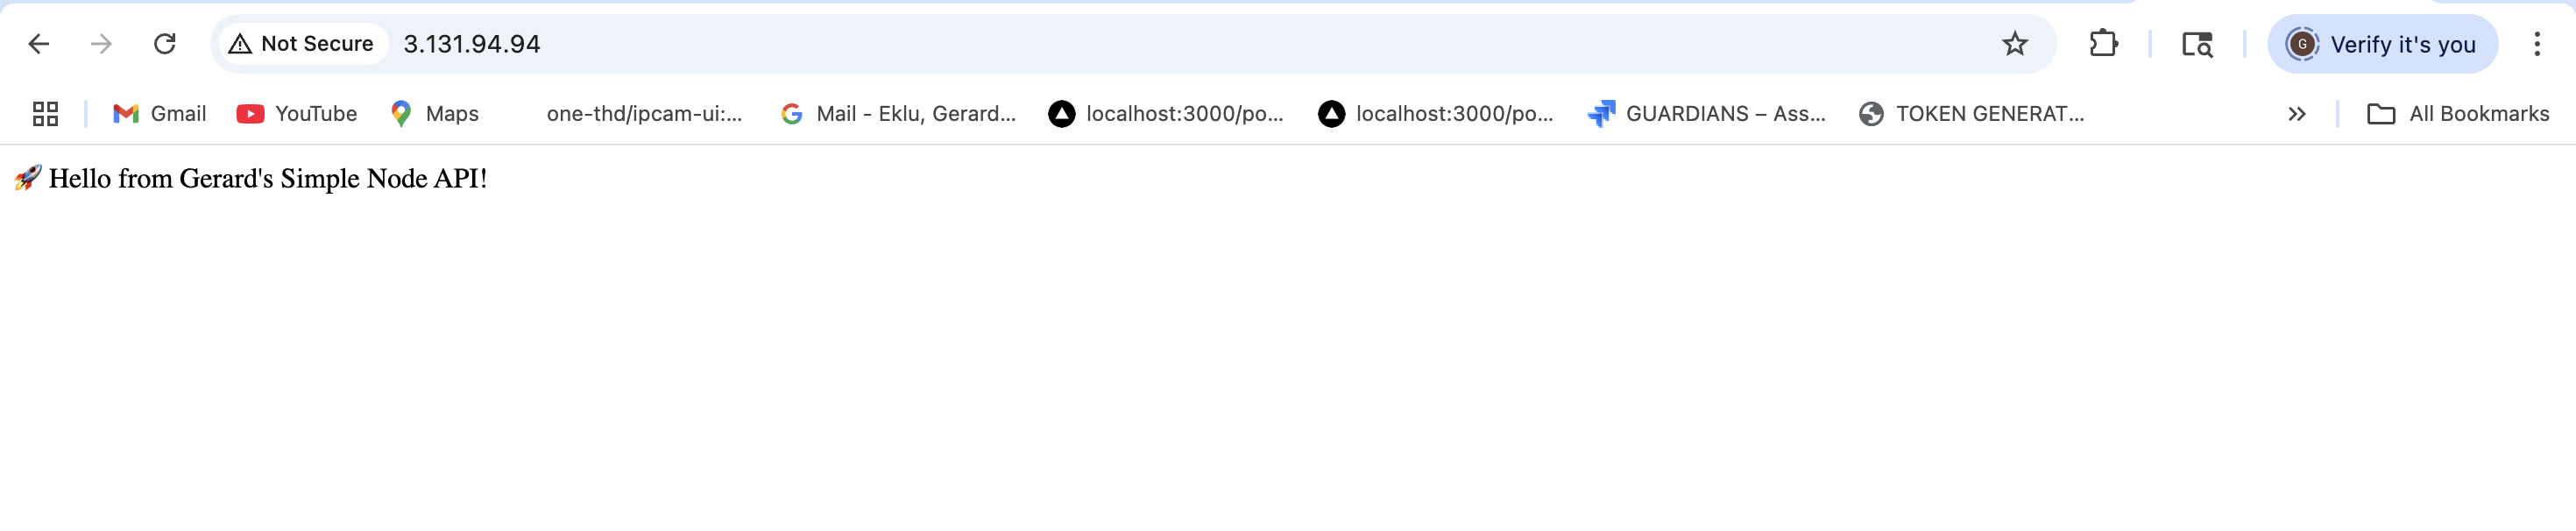 Not Secure 3.131.94.94 G Verify it's you
Gmail YouTube Maps one-thd/ipcam-ui:... Mail - Eklu, Gerard... localhost:3000/po... localhost:3000/po... GUARDIANS – Ass... TOKEN GENERAT... All Bookmarks
🚀 Hello from Gerard's Simple Node API!